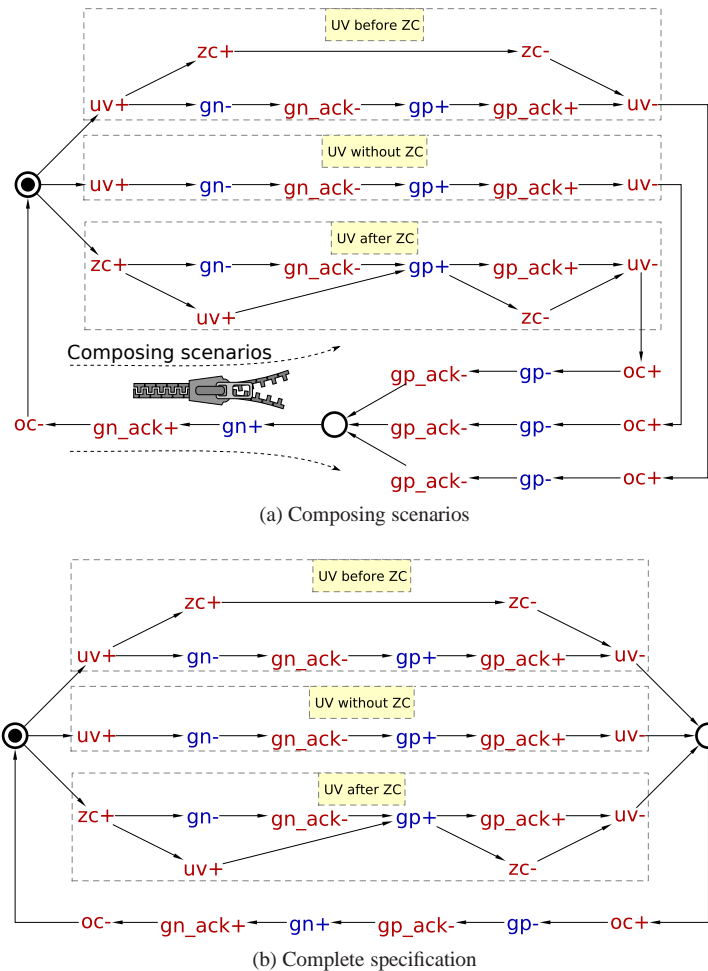 UV before ZC
zc+ zc-
uv+ gn- gn_ack- gp+ gp_ack+ uv-
UV without ZC
uv+ gn- gn_ack- gp+ gp_ack+ uv-
UV after ZC
zc+ gn- gn_ack- gp+ gp_ack+ uv-
uv+ zc-
Composing scenarios
gp_ack- gp- oc+
oc- gn_ack+ gn+ gp_ack- gp- oc+
gp_ack- gp- oc+
(a) Composing scenarios
UV before ZC
zc+ zc-
uv+ gn- gn_ack- gp+ gp_ack+ uv-
UV without ZC
uv+ gn- gn_ack- gp+ gp_ack+ uv-
UV after ZC
zc+ gn- gn_ack- gp+ gp_ack+ uv-
uv+ zc-
oc- gn_ack+ gn+ gp_ack- gp- oc+
(b) Complete specification